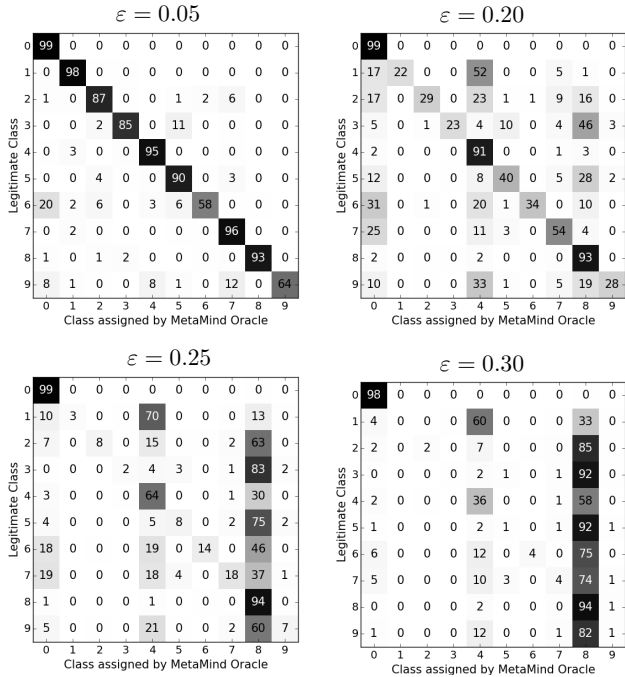 ε = 0.05
0 99 0 0 0 0 0 0 0 0 0
1 0 98 0 0 0 0 0 0 0 0
2 1 0 87 0 0 1 2 6 0 0
3 0 0 2 85 0 11 0 0 0 0
4 0 3 0 0 95 0 0 0 0 0
5 0 0 4 0 0 90 0 3 0 0
6 20 2 6 0 3 6 58 0 0 0
7 0 0 0 0 0 0 0 96 0 0
8 1 0 1 2 0 0 0 0 93 0
9 8 1 0 0 8 1 0 12 0 64
0 1 2 3 4 5 6 7 8 9
Legitimate Class
Class assigned by MetaMind Oracle
ε = 0.20
0 99 0 0 0 0 0 0 0 0 0
1 17 22 0 0 52 0 0 5 1 0
2 17 0 29 0 23 1 1 9 16 0
3 5 0 1 23 4 10 0 4 46 3
4 2 0 0 0 91 0 0 1 3 0
5 12 0 0 0 8 40 0 2 28 2
6 31 0 1 0 20 1 34 0 10 0
7 25 0 0 0 11 3 0 54 4 0
8 2 0 0 0 0 0 0 0 93 0
9 10 0 0 0 33 1 0 5 19 28
0 1 2 3 4 5 6 7 8 9
Legitimate Class
Class assigned by MetaMind Oracle
ε = 0.25
0 99 0 0 0 0 0 0 0 0 0
1 10 3 0 0 70 0 0 0 13 0
2 7 0 8 0 15 0 0 2 63 0
3 0 0 0 2 4 3 0 1 83 2
4 3 0 0 0 64 0 0 1 30 0
5 4 0 0 0 5 8 0 2 75 2
6 18 0 0 0 19 0 14 0 46 0
7 19 0 0 0 18 4 0 18 37 1
8 1 0 0 0 1 0 0 0 94 0
9 5 0 0 0 21 0 0 2 60 7
0 1 2 3 4 5 6 7 8 9
Legitimate Class
Class assigned by MetaMind Oracle
ε = 0.30
0 98 0 0 0 0 0 0 0 0 0
1 4 0 0 0 60 0 0 0 33 0
2 2 0 2 0 7 0 0 0 85 0
3 0 0 0 0 2 1 0 1 92 0
4 2 0 0 0 36 0 0 1 58 0
5 1 0 0 0 2 1 0 1 92 1
6 6 0 0 0 12 0 4 0 75 0
7 5 0 0 0 10 3 0 4 74 1
8 0 0 0 0 2 0 0 0 94 1
9 1 0 0 0 12 0 0 1 82 1
0 1 2 3 4 5 6 7 8 9
Legitimate Class
Class assigned by MetaMind Oracle